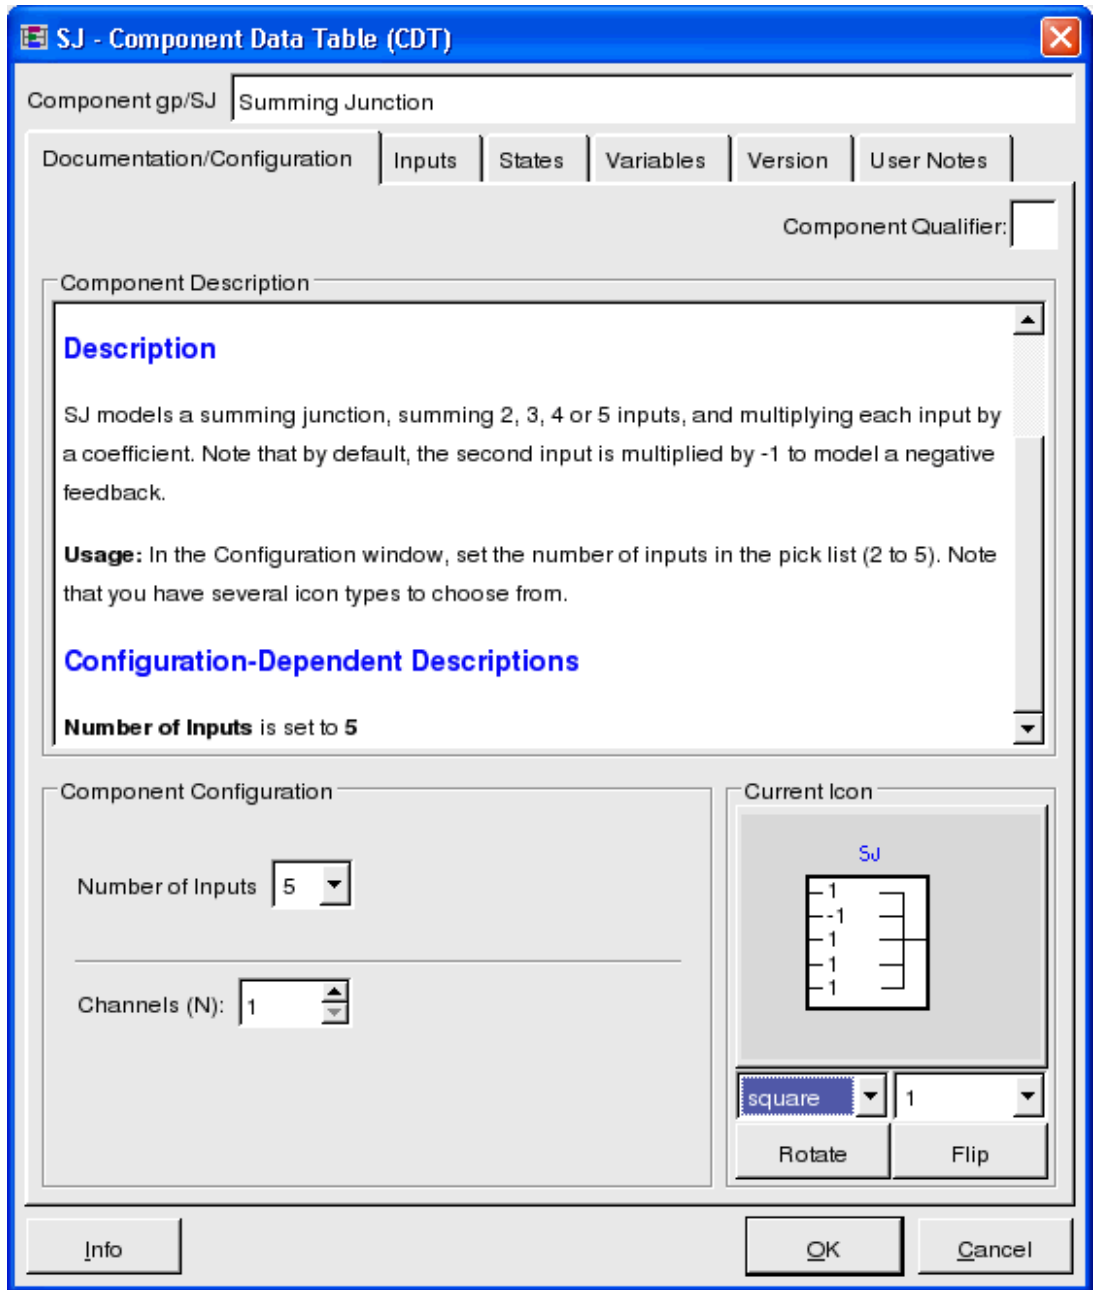 SJ - Component Data Table (CDT)
Component gp/SJ Summing Junction
Documentation/Configuration Inputs States Variables Version User Notes
Component Qualifier:
Component Description
Description
SJ models a summing junction, summing 2, 3, 4 or 5 inputs, and multiplying each input by
a coefficient. Note that by default, the second input is multiplied by -1 to model a negative
feedback.
Usage: In the Configuration window, set the number of inputs in the pick list (2 to 5). Note
that you have several icon types to choose from.
Configuration-Dependent Descriptions
Number of Inputs is set to 5
Component Configuration
Number of Inputs 5
Channels (N): 1
Current Icon
SJ
1
-1
1
1
1
square 1
Rotate Flip
Info OK Cancel